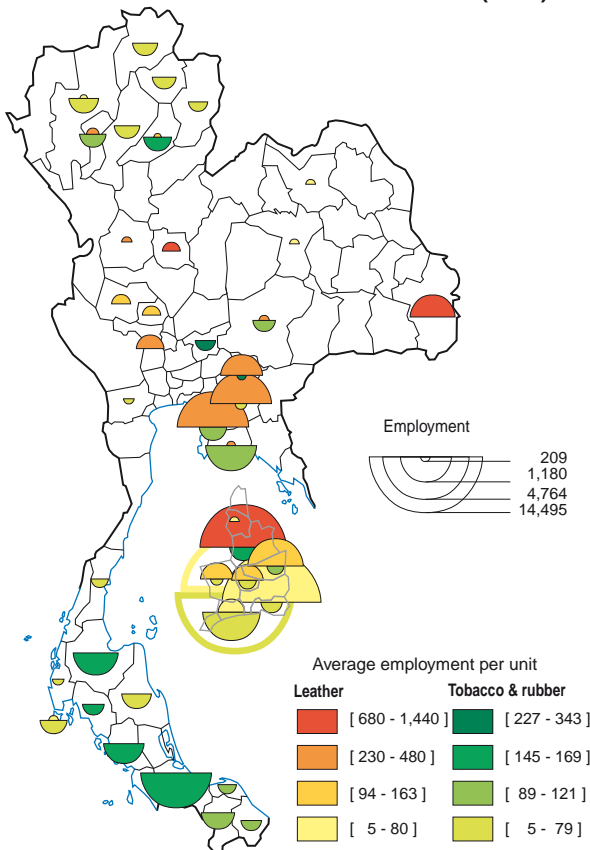 Employment
209
1,180
4,764
14,495
Average employment per unit
Leather Tobacco & rubber
[ 680 - 1,440 ] [ 227 - 343 ]
[ 230 - 480 ] [ 145 - 169 ]
[ 94 - 163 ] [ 89 - 121 ]
[ 5 - 80 ] [ 5 - 79 ]